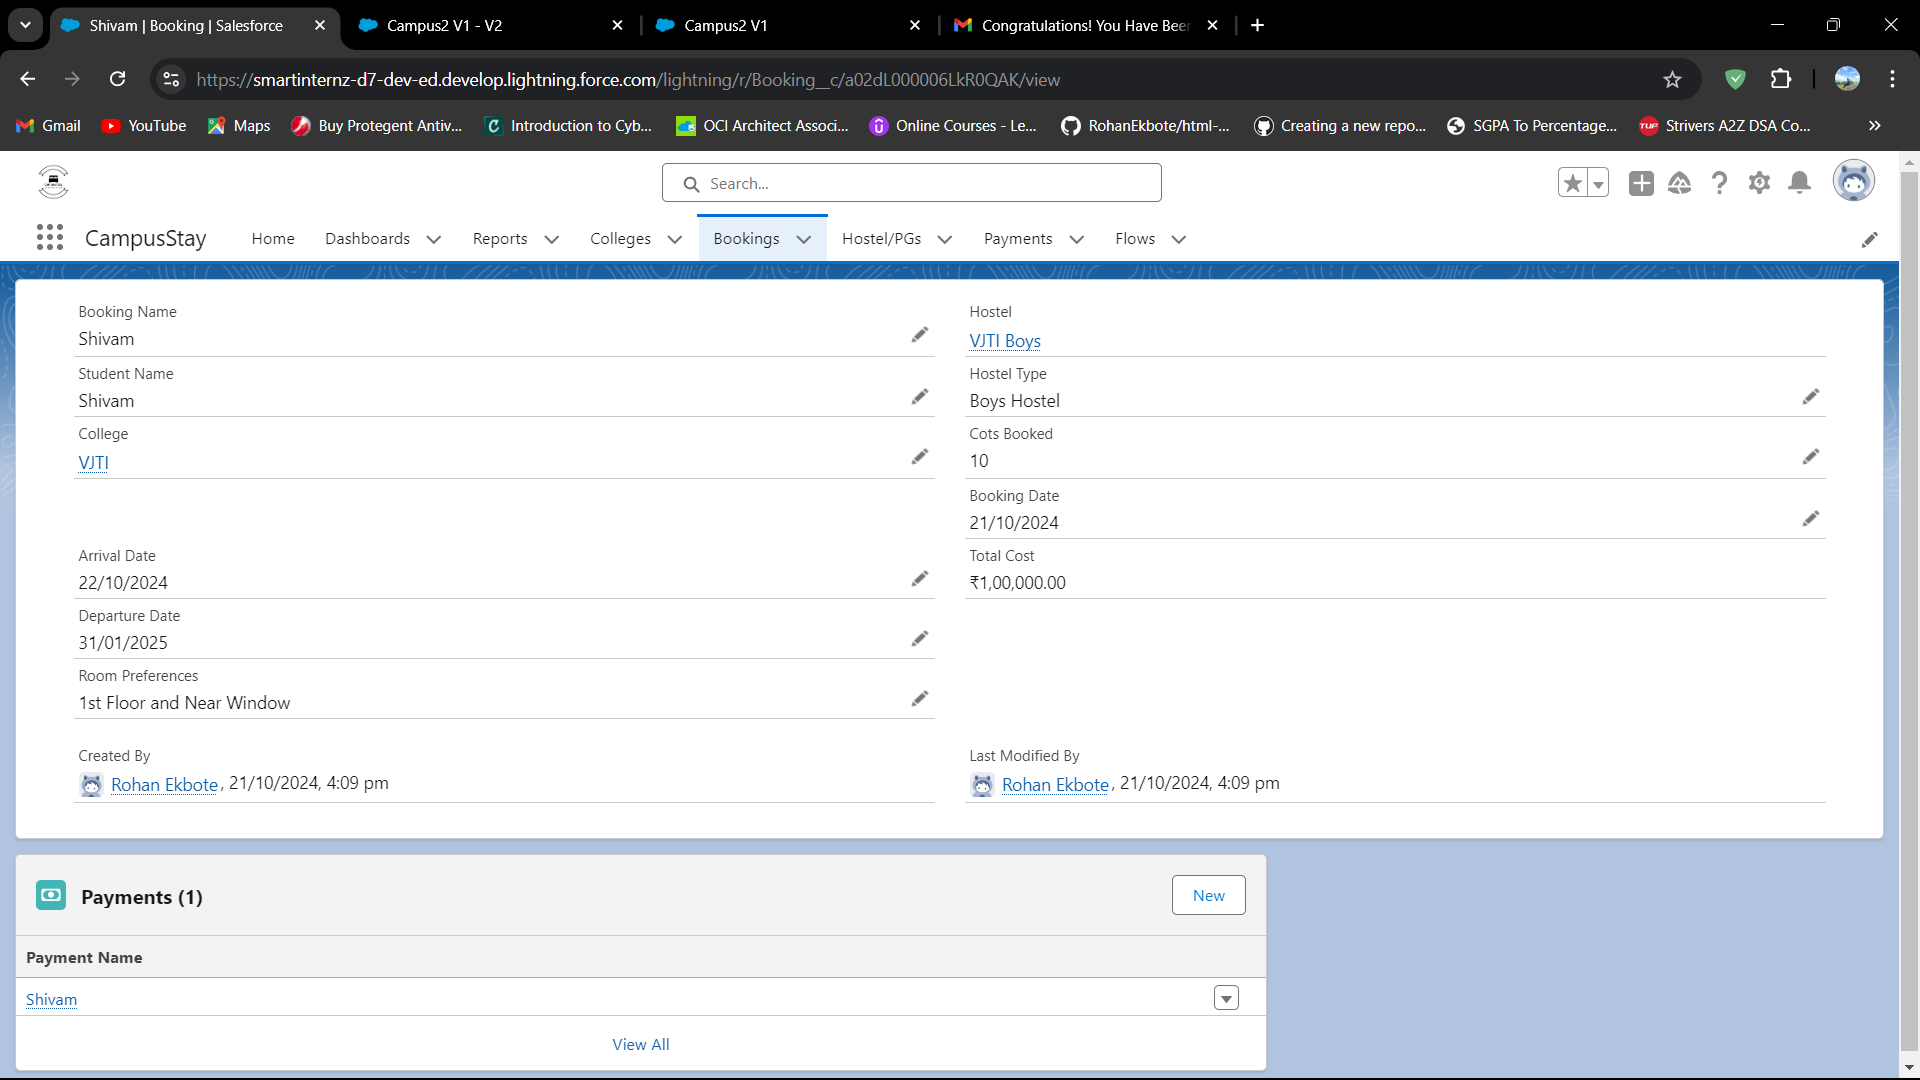 Shivam | Booking | Salesforce
Campus2 V1 - V2
Campus2 V1
Congratulations! You Have Beer
https://smartinternz-d7-dev-ed.develop.lightning.force.com/lightning/r/Booking__c/a02dL000006LkR0QAK/view
Gmail
YouTube
Maps
Buy Protegent Antiv...
Introduction to Cyb...
OCI Architect Associ...
Online Courses - Le...
RohanEkbote/html-...
Creating a new repo...
SGPA To Percentage...
Strivers A2Z DSA Co...
Search...
CampusStay
Home
Dashboards
Reports
Colleges
Bookings
Hostel/PGs
Payments
Flows
Booking Name
Shivam
Hostel
VJTI Boys
Student Name
Shivam
Hostel Type
Boys Hostel
College
VJTI
Cots Booked
10
Booking Date
21/10/2024
Arrival Date
22/10/2024
Total Cost
₹1,00,000.00
Departure Date
31/01/2025
Room Preferences
1st Floor and Near Window
Created By
Rohan Ekbote, 21/10/2024, 4:09 pm
Last Modified By
Rohan Ekbote, 21/10/2024, 4:09 pm
Payments (1)
New
Payment Name
Shivam
View All